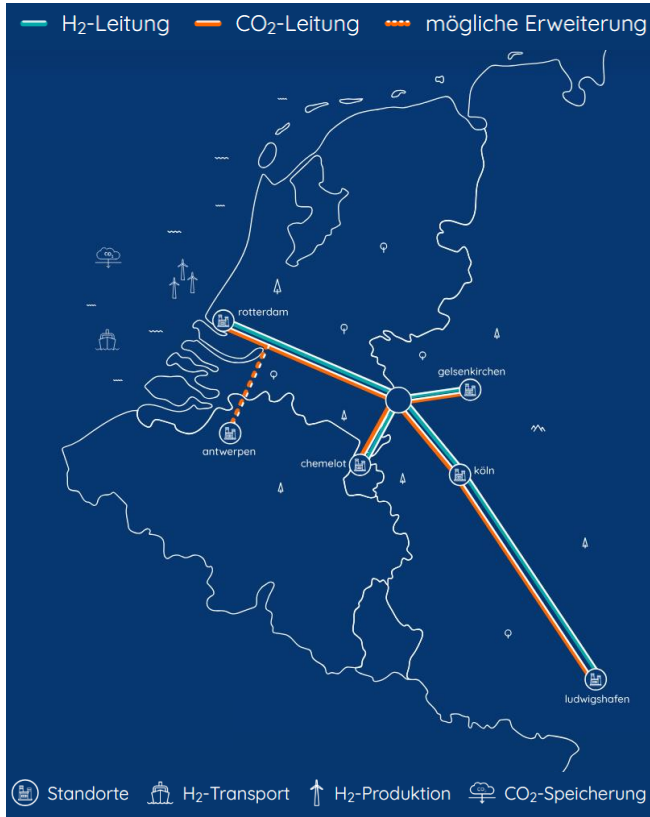 H₂-Leitung CO₂-Leitung mögliche Erweiterung
CO₂
rotterdam
gelsenkirchen
antwerpen
chemelot
köln
ludwigshafen
Standorte H₂-Transport H₂-Produktion CO₂-Speicherung